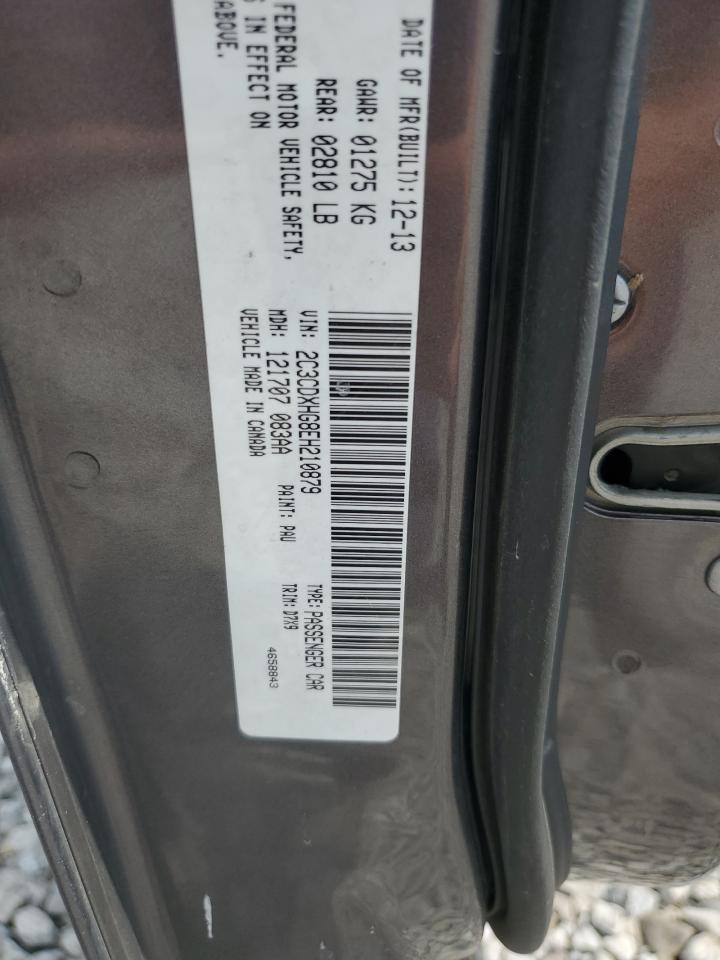 DATE OF MFR(BUILT): 12-13
GAWR: 01275 KG
REAR: 02810 LB
FEDERAL MOTOR VEHICLE SAFETY,
IN EFFECT ON
ABOVE.
VIN: 2C3CDXHG8EH210879
TYPE: PASSENGER CAR
MDH: 121707 083AA PAINT: PAU TRIM: D7X9
VEHICLE MADE IN CANADA
4658843